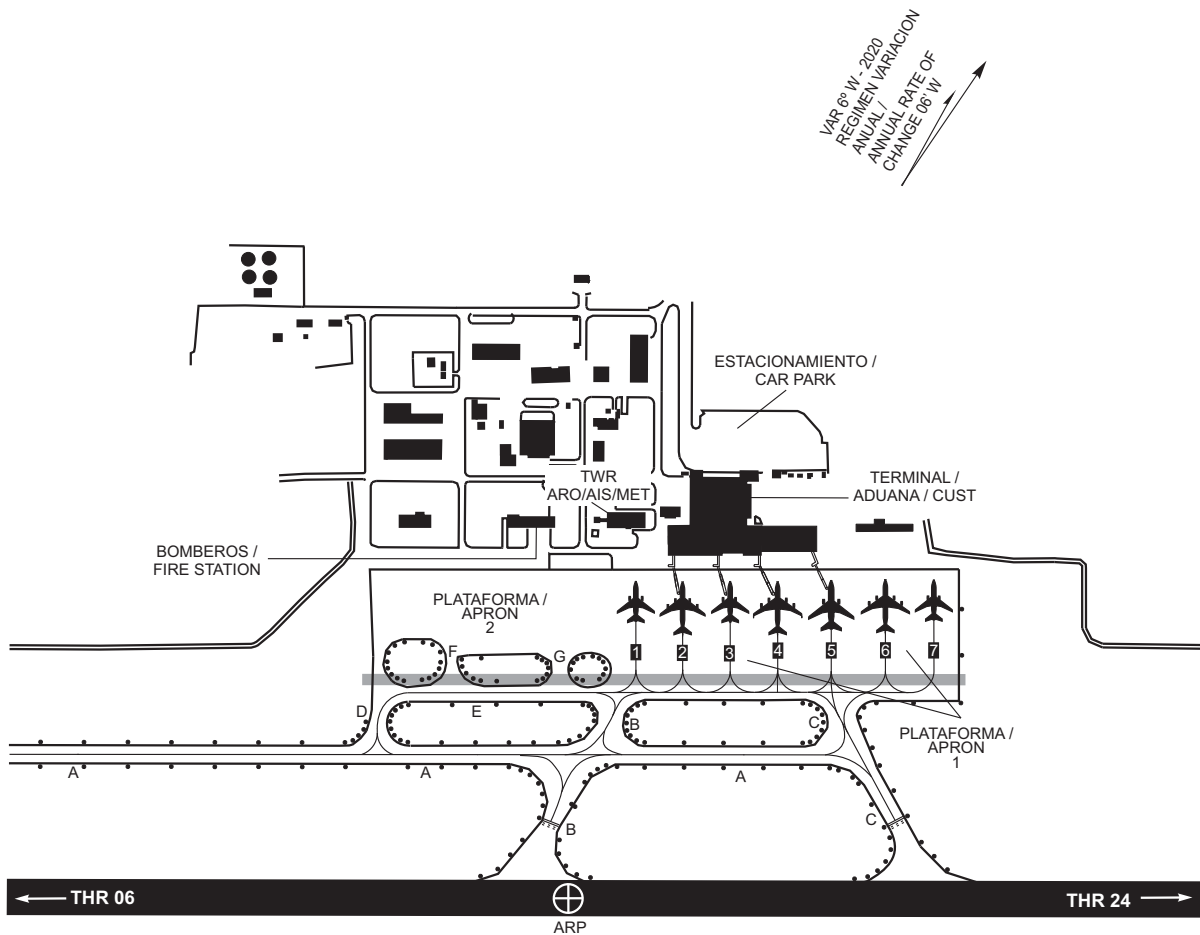 VAR 6º W - 2020
REGIMEN VARIACION
ANUAL /
ANNUAL RATE OF
CHANGE 06' W
ESTACIONAMIENTO /
CAR PARK
TWR
ARO/AIS/MET
TERMINAL /
ADUANA / CUST
BOMBEROS /
FIRE STATION
PLATAFORMA /
APRON
2
1
2
3
4
5
6
7
F
G
D
E
B
C
PLATAFORMA /
APRON
1
A
A
A
B
C
THR 06
THR 24
ARP